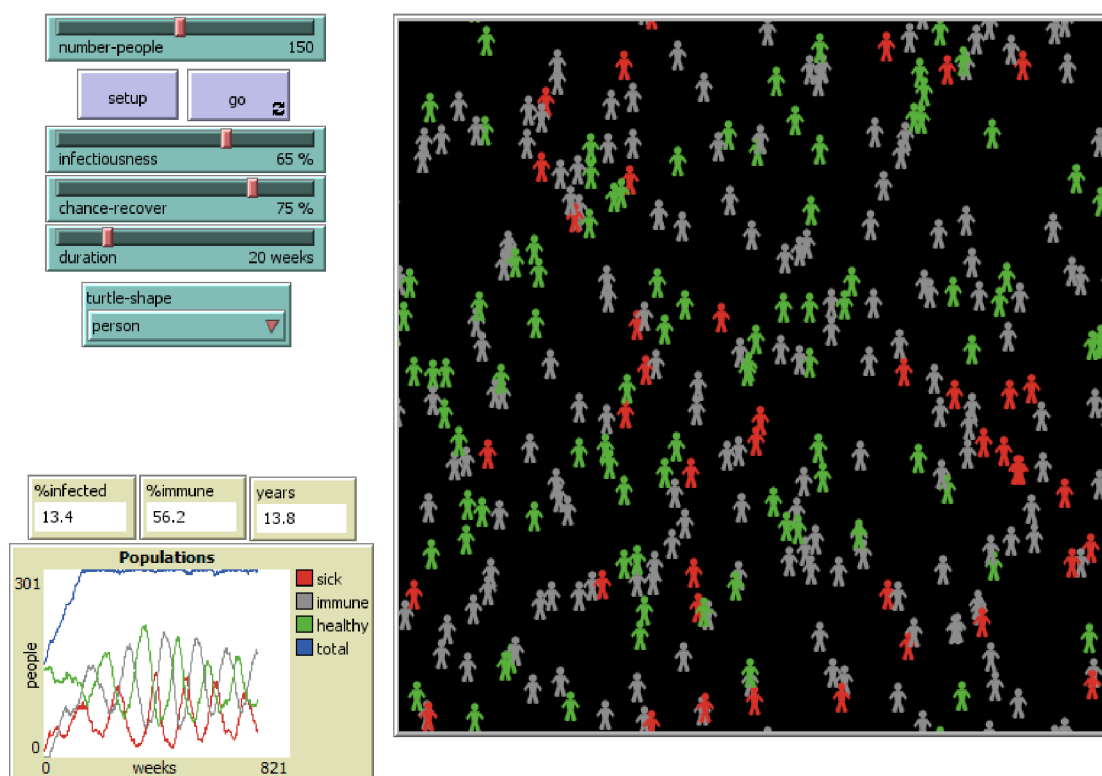 number-people 150
setup
go
infectiousness 65 %
chance-recover 75 %
duration 20 weeks
turtle-shape
person
%infected
13.4
%immune
56.2
years
13.8
Populations
301
people
0
0 weeks 821
sick
immune
healthy
total